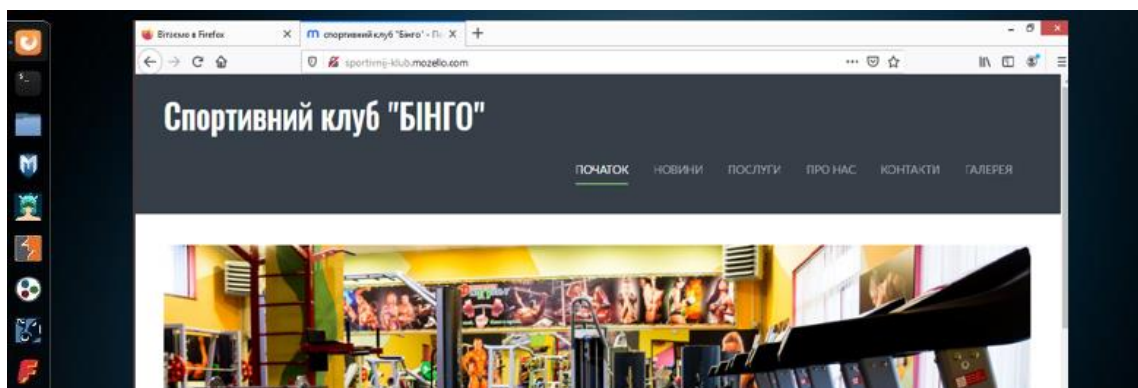 Вітаємо в Firefox
спортивний клуб "Бінго" - По
sportivnij-klub.mozello.com
Спортивний клуб "БІНГО"
ПОЧАТОК НОВИНИ ПОСЛУГИ ПРО НАС КОНТАКТИ ГАЛЕРЕЯ